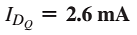 I_{D_Q} = 2.6 mA